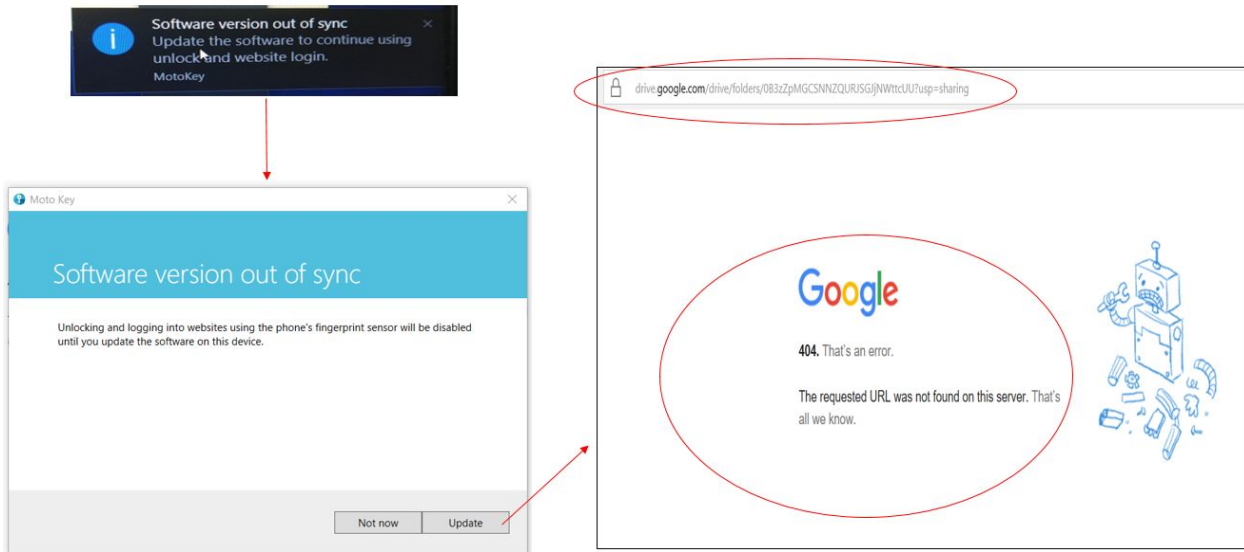 Software version out of sync
Update the software to continue using
unlock and website login.
MotoKey
Moto Key
Software version out of sync
Unlocking and logging into websites using the phone's fingerprint sensor will be disabled
until you update the software on this device.
Not now
Update
drive.google.com/drive/folders/0B3zZpMGCSNNZQURJSGJjNWttcUU?usp=sharing
Google
404. That's an error.
The requested URL was not found on this server. That's
all we know.